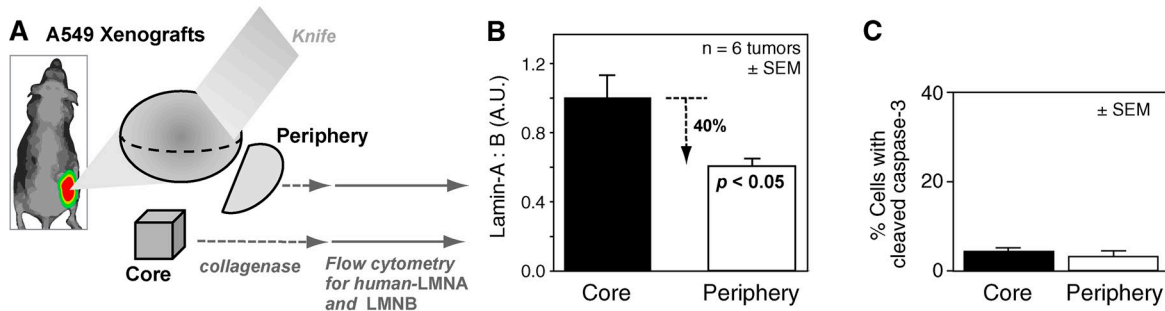 A
A549 Xenografts
Knife
Periphery
Core
collagenase
Flow cytometry
for human-LMNA
and LMNB
B
Lamin-A : B (A.U.)
1.2
0.8
0.4
0.0
n = 6 tumors
± SEM
40%
p < 0.05
Core
Periphery
C
% Cells with
cleaved caspase-3
40
20
0
± SEM
Core
Periphery